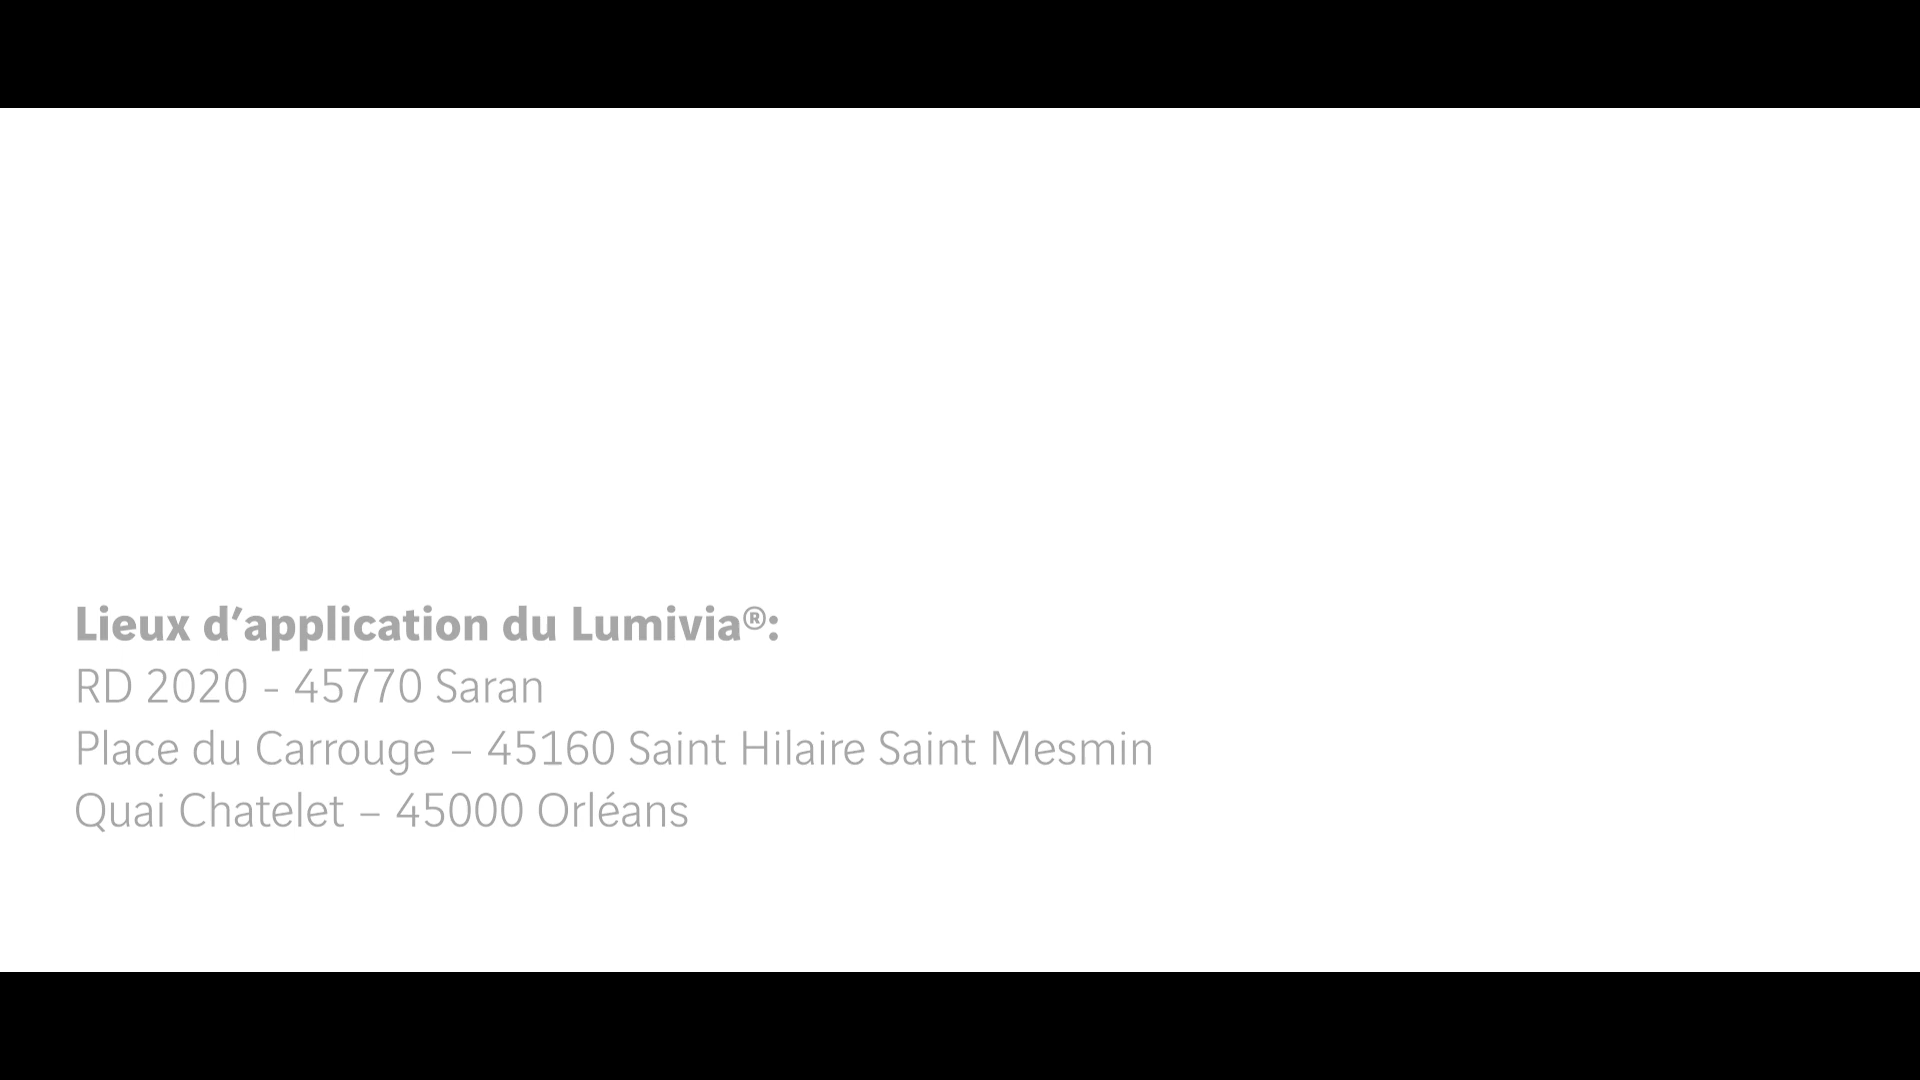 Lieux d’application du Lumivia®:
RD 2020 - 45770 Saran
Place du Carrouge – 45160 Saint Hilaire Saint Mesmin
Quai Chatelet – 45000 Orléans